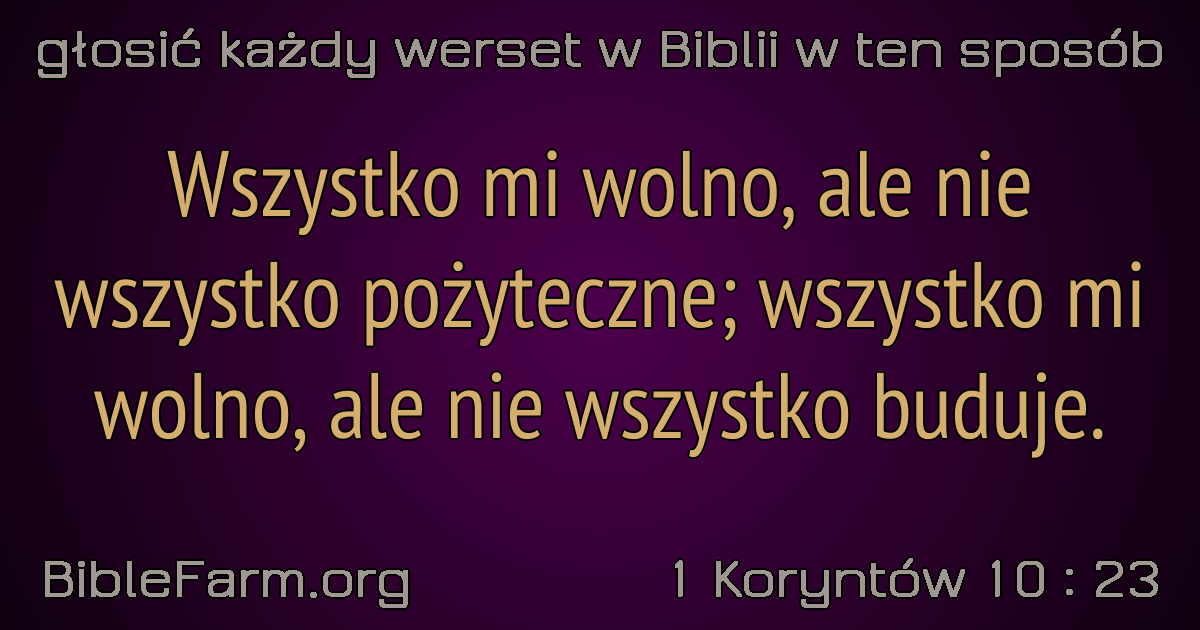 głosić każdy werset w Biblii w ten sposób
Wszystko mi wolno, ale nie
wszystko pożyteczne; wszystko mi
wolno, ale nie wszystko buduje.
BibleFarm.org
1 Koryntów 10 : 23